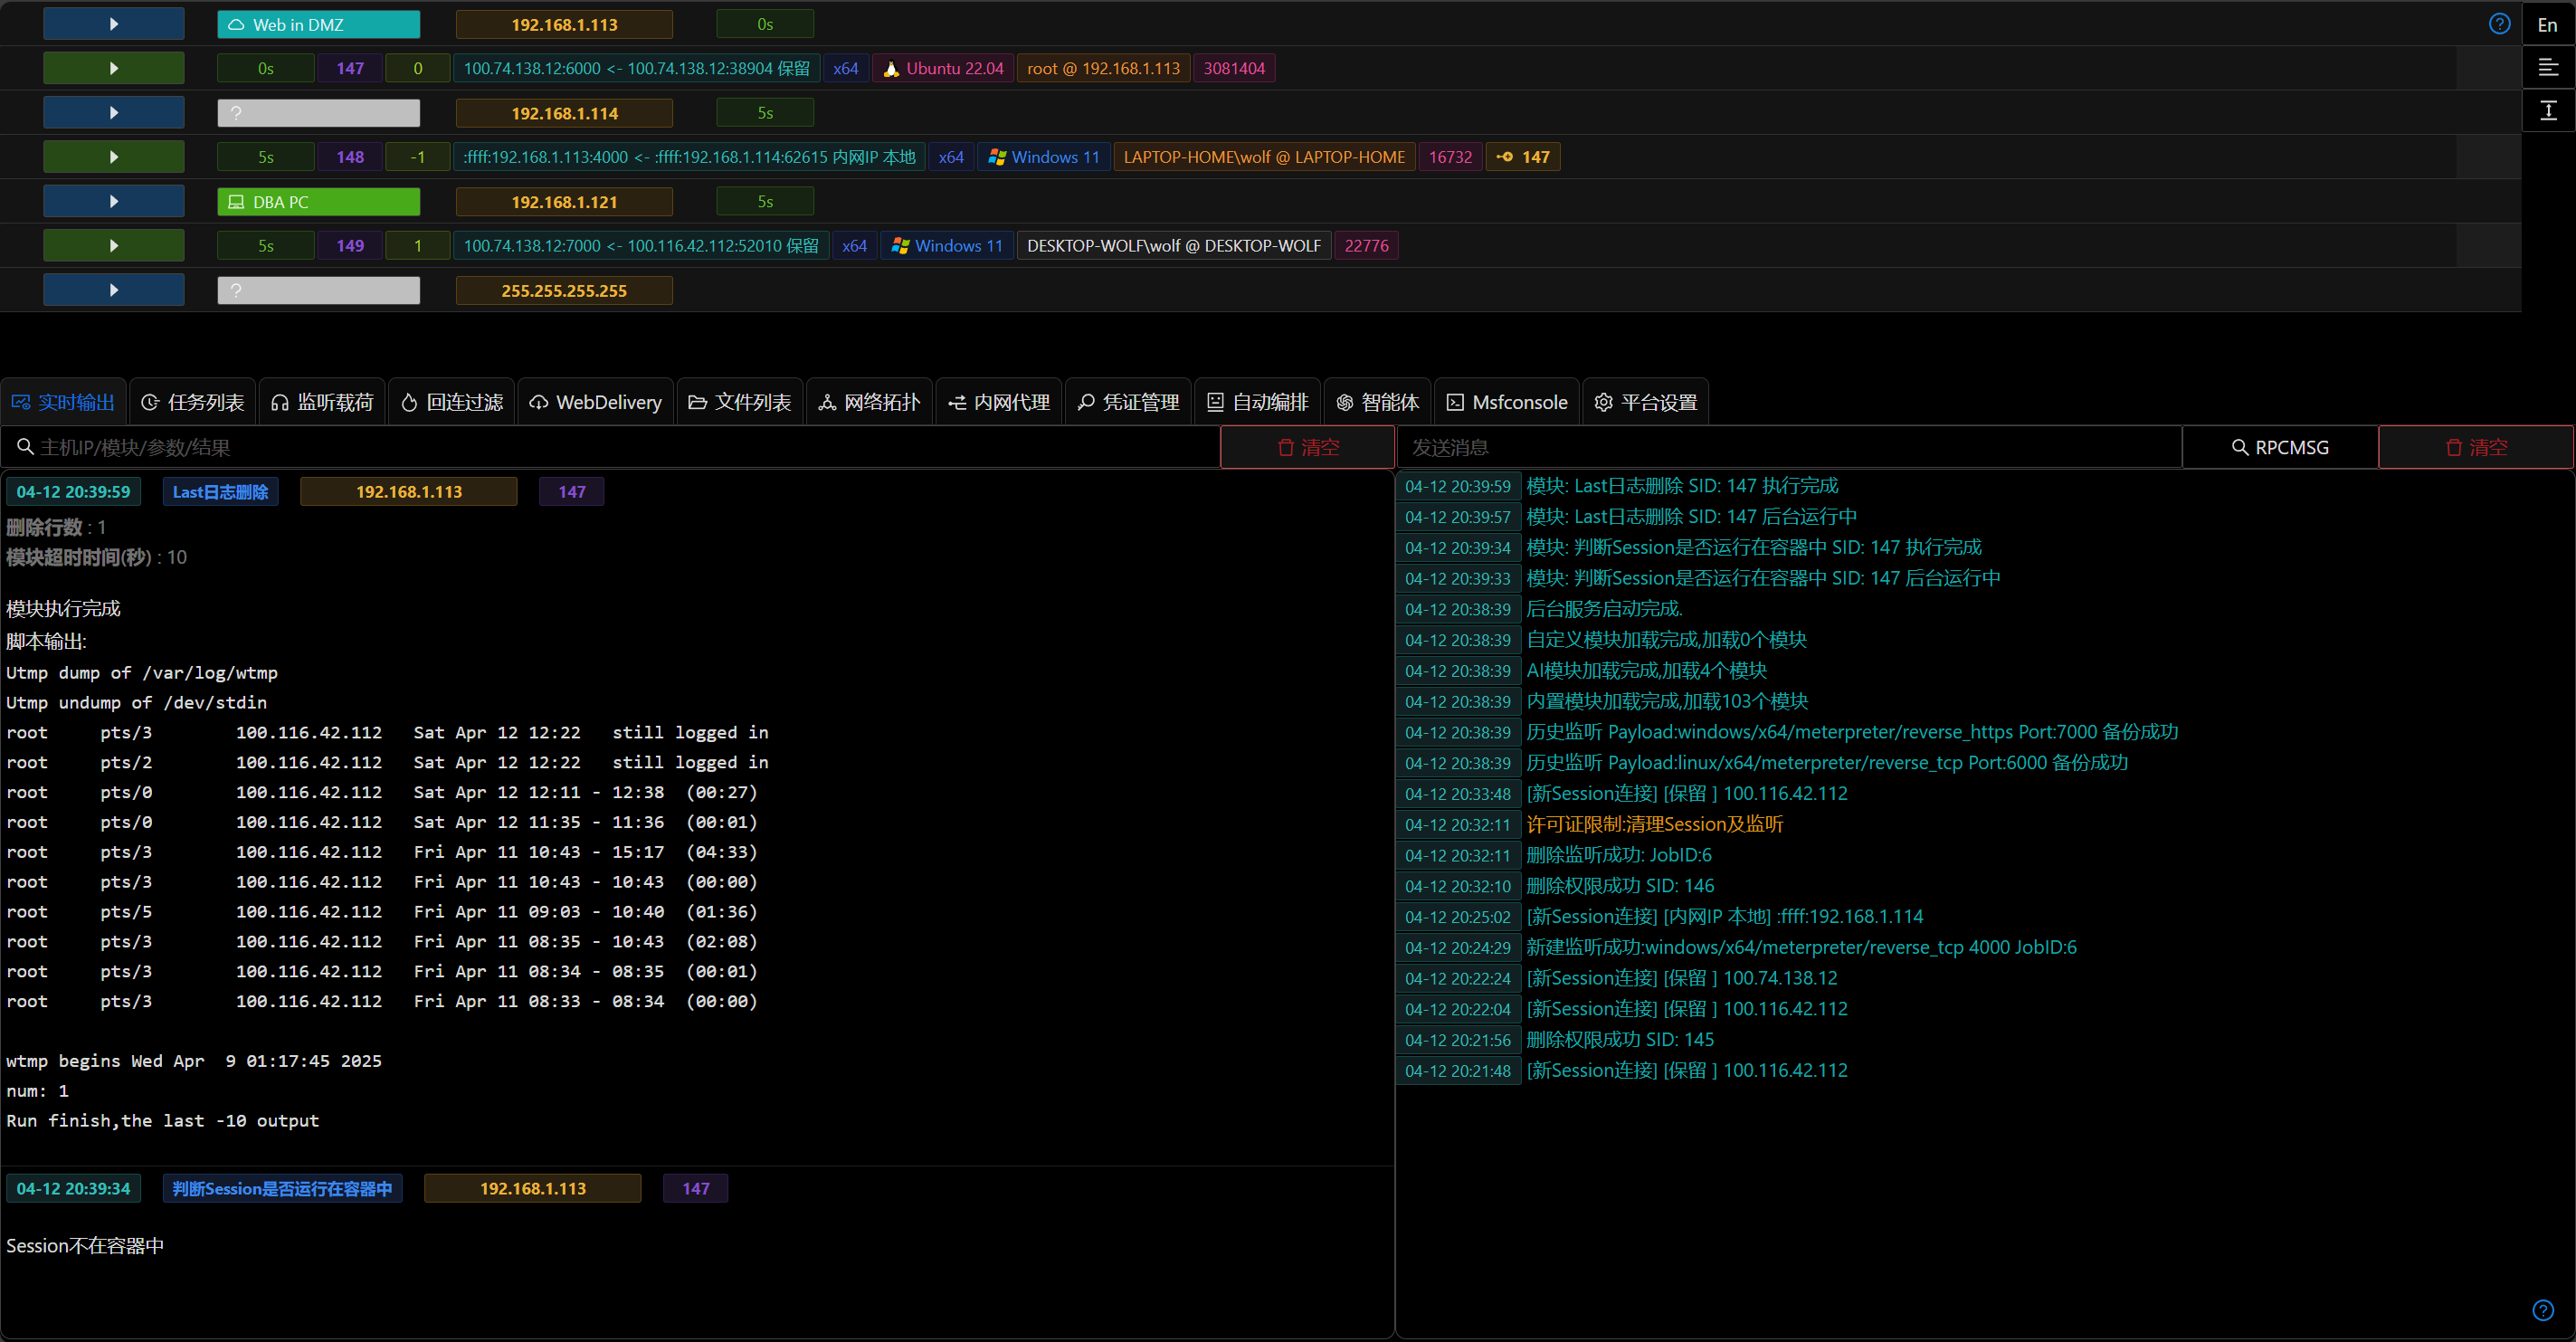 Web in DMZ 192.168.1.113 0s En
0s 147 0 100.74.138.12:6000 <- 100.74.138.12:38904 保留 x64 Ubuntu 22.04 root @ 192.168.1.113 3081404
? 192.168.1.114 5s
5s 148 -1 :ffff:192.168.1.113:4000 <- :ffff:192.168.1.114:62615 内网IP 本地 x64 Windows 11 LAPTOP-HOME\wolf @ LAPTOP-HOME 16732 147
DBA PC 192.168.1.121 5s
5s 149 1 100.74.138.12:7000 <- 100.116.42.112:52010 保留 x64 Windows 11 DESKTOP-WOLF\wolf @ DESKTOP-WOLF 22776
? 255.255.255.255
实时输出 任务列表 监听载荷 回连过滤 WebDelivery 文件列表 网络拓扑 内网代理 凭证管理 自动编排 智能体 Msfconsole 平台设置
主机IP/模块/参数/结果 清空
04-12 20:39:59 Last日志删除 192.168.1.113 147
删除行数 : 1
模块超时时间(秒) : 10
模块执行完成
脚本输出:
Utmp dump of /var/log/wtmp
Utmp undump of /dev/stdin
root pts/3 100.116.42.112 Sat Apr 12 12:22 still logged in
root pts/2 100.116.42.112 Sat Apr 12 12:22 still logged in
root pts/0 100.116.42.112 Sat Apr 12 12:11 - 12:38 (00:27)
root pts/0 100.116.42.112 Sat Apr 12 11:35 - 11:36 (00:01)
root pts/3 100.116.42.112 Fri Apr 11 10:43 - 15:17 (04:33)
root pts/3 100.116.42.112 Fri Apr 11 10:43 - 10:43 (00:00)
root pts/5 100.116.42.112 Fri Apr 11 09:03 - 10:40 (01:36)
root pts/3 100.116.42.112 Fri Apr 11 08:35 - 10:43 (02:08)
root pts/3 100.116.42.112 Fri Apr 11 08:34 - 08:35 (00:01)
root pts/3 100.116.42.112 Fri Apr 11 08:33 - 08:34 (00:00)
wtmp begins Wed Apr  9 01:17:45 2025
num: 1
Run finish,the last -10 output
04-12 20:39:34 判断Session是否运行在容器中 192.168.1.113 147
Session不在容器中
发送消息 RPCMSG 清空
04-12 20:39:59 模块: Last日志删除 SID: 147 执行完成
04-12 20:39:57 模块: Last日志删除 SID: 147 后台运行中
04-12 20:39:34 模块: 判断Session是否运行在容器中 SID: 147 执行完成
04-12 20:39:33 模块: 判断Session是否运行在容器中 SID: 147 后台运行中
04-12 20:38:39 后台服务启动完成.
04-12 20:38:39 自定义模块加载完成,加载0个模块
04-12 20:38:39 AI模块加载完成,加载4个模块
04-12 20:38:39 内置模块加载完成,加载103个模块
04-12 20:38:39 历史监听 Payload:windows/x64/meterpreter/reverse_https Port:7000 备份成功
04-12 20:38:39 历史监听 Payload:linux/x64/meterpreter/reverse_tcp Port:6000 备份成功
04-12 20:33:48 [新Session连接] [保留 ] 100.116.42.112
04-12 20:32:11 许可证限制:清理Session及监听
04-12 20:32:11 删除监听成功: JobID:6
04-12 20:32:10 删除权限成功 SID: 146
04-12 20:25:02 [新Session连接] [内网IP 本地] :ffff:192.168.1.114
04-12 20:24:29 新建监听成功:windows/x64/meterpreter/reverse_tcp 4000 JobID:6
04-12 20:22:24 [新Session连接] [保留 ] 100.74.138.12
04-12 20:22:04 [新Session连接] [保留 ] 100.116.42.112
04-12 20:21:56 删除权限成功 SID: 145
04-12 20:21:48 [新Session连接] [保留 ] 100.116.42.112